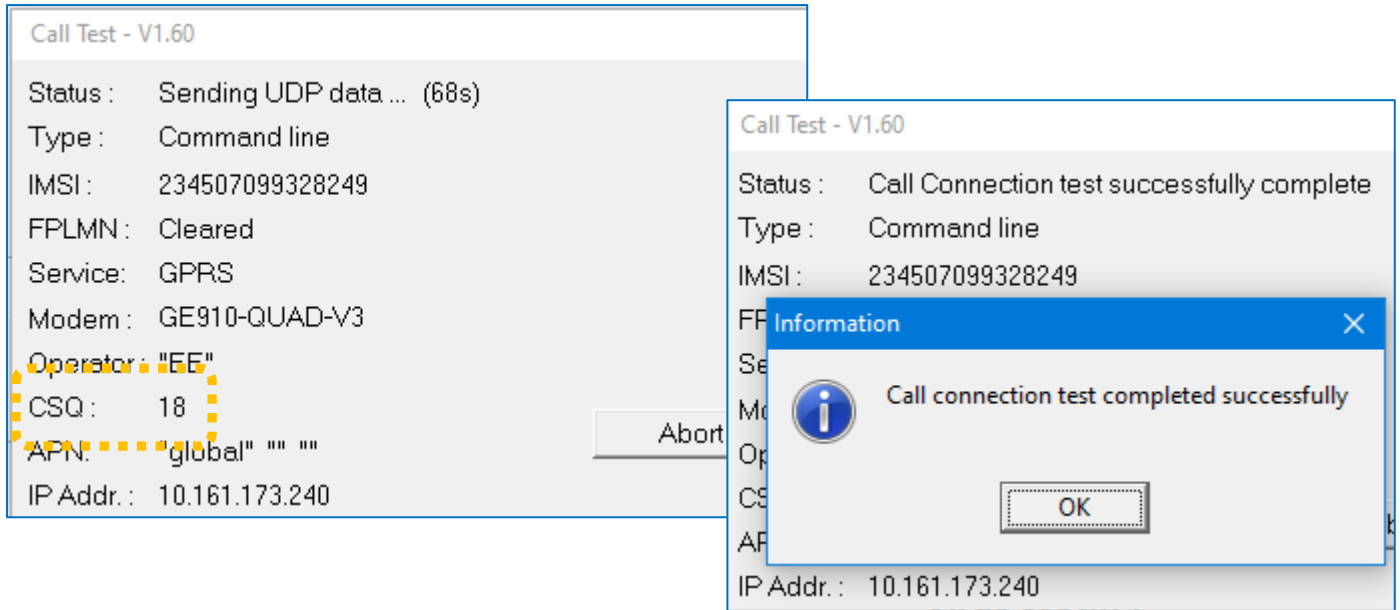 Call Test - V1.60
Status : Sending UDP data ... (68s)
Type : Command line
IMSI : 234507099328249
FPLMN : Cleared
Service: GPRS
Modem : GE910-QUAD-V3
Operator : "EE"
CSQ : 18
Abort
APN: "global" "" ""
IP Addr. : 10.161.173.240
Call Test - V1.60
Status : Call Connection test successfully complete
Type : Command line
IMSI : 234507099328249
Information
Call connection test completed successfully
OK
IP Addr. : 10.161.173.240